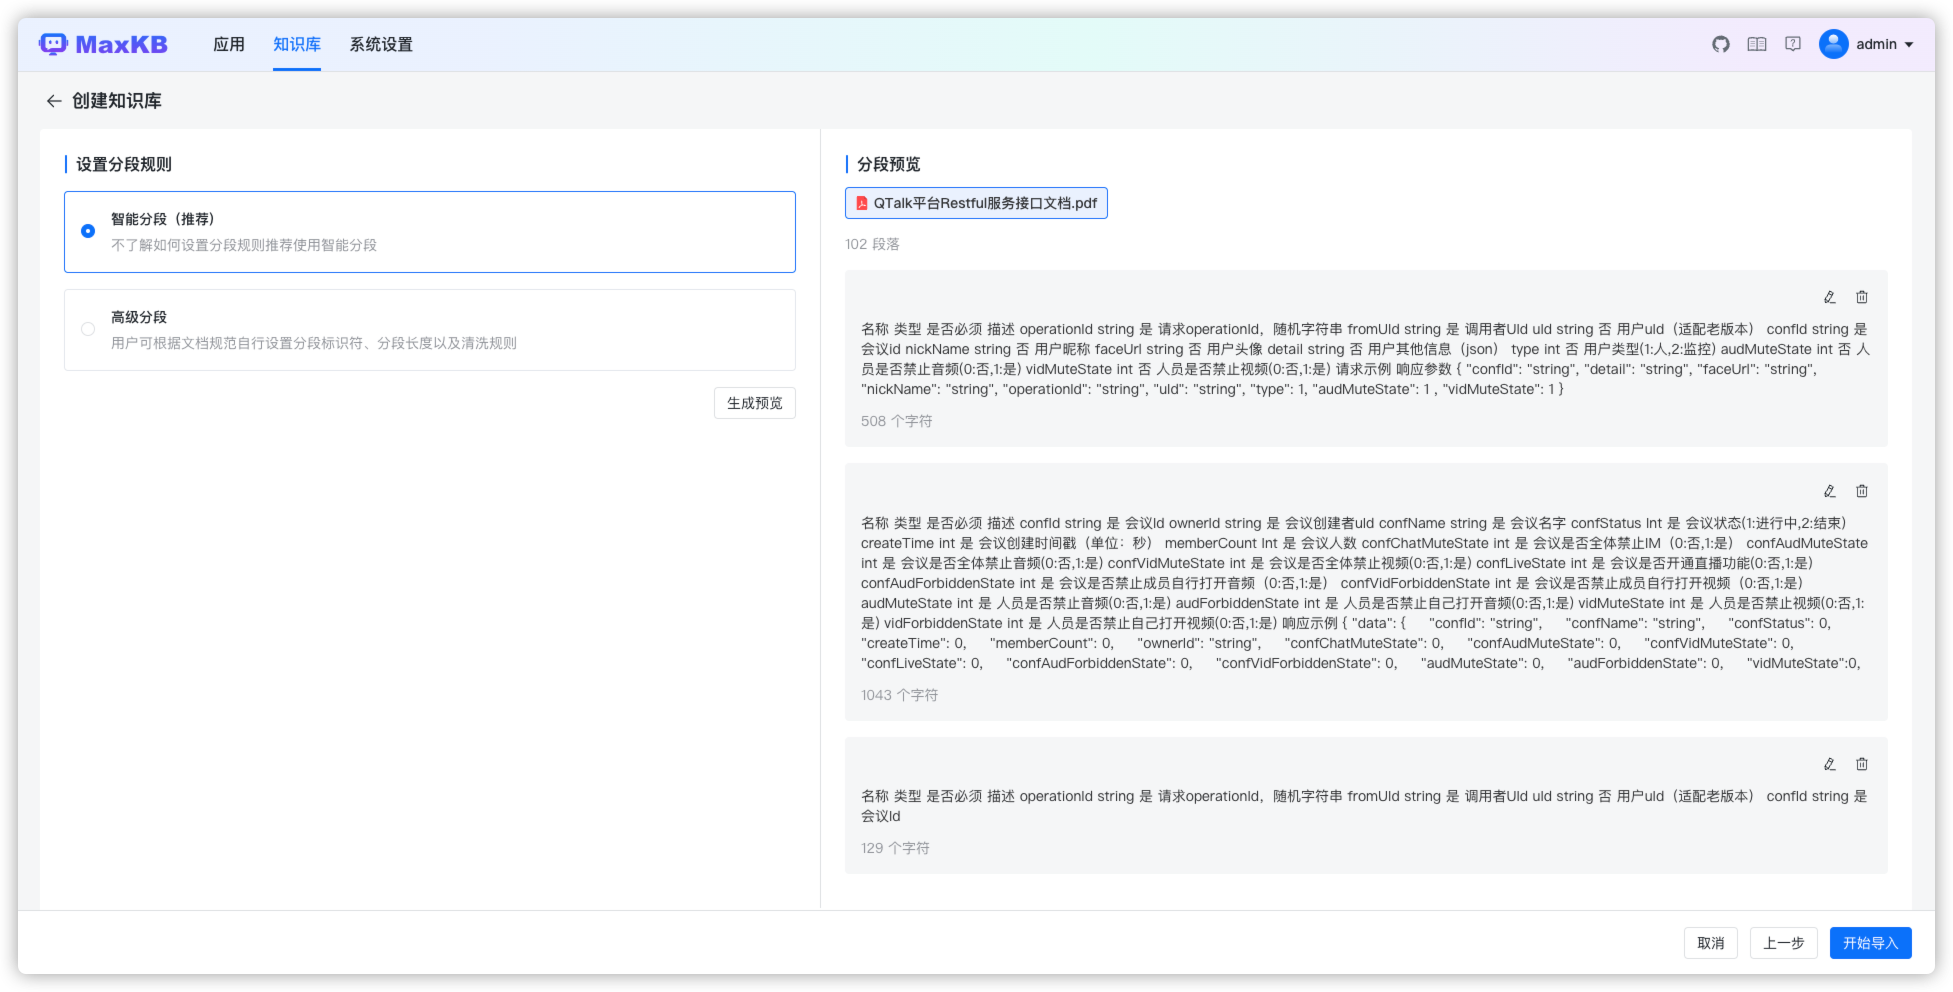 MaxKB
应用
知识库
系统设置
admin
创建知识库
设置分段规则
智能分段（推荐）
不了解如何设置分段规则推荐使用智能分段
高级分段
用户可根据文档规范自行设置分段标识符、分段长度以及清洗规则
生成预览
分段预览
QTalk平台Restful服务接口文档.pdf
102 段落
名称 类型 是否必须 描述 operationId string 是 请求operationId，随机字符串 fromUId string 是 调用者UId uId string 否 用户uId（适配老版本） confId string 是
会议id nickName string 否 用户昵称 faceUrl string 否 用户头像 detail string 否 用户其他信息（json） type int 否 用户类型(1:人,2:监控) audMuteState int 否 人
员是否禁止音频(0:否,1:是) vidMuteState int 否 人员是否禁止视频(0:否,1:是) 请求示例 响应参数 { "confId": "string", "detail": "string", "faceUrl": "string",
"nickName": "string", "operationId": "string", "uId": "string", "type": 1, "audMuteState": 1 , "vidMuteState": 1 }
508 个字符
名称 类型 是否必须 描述 confId string 是 会议Id ownerId string 是 会议创建者uId confName string 是 会议名字 confStatus Int 是 会议状态(1:进行中,2:结束)
createTime int 是 会议创建时间戳（单位：秒） memberCount Int 是 会议人数 confChatMuteState int 是 会议是否全体禁止IM（0:否,1:是） confAudMuteState
int 是 会议是否全体禁止音频(0:否,1:是) confVidMuteState int 是 会议是否全体禁止视频(0:否,1:是) confLiveState int 是 会议是否开通直播功能(0:否,1:是)
confAudForbiddenState int 是 会议是否禁止成员自行打开音频（0:否,1:是） confVidForbiddenState int 是 会议是否禁止成员自行打开视频（0:否,1:是）
audMuteState int 是 人员是否禁止音频(0:否,1:是) audForbiddenState int 是 人员是否禁止自己打开音频(0:否,1:是) vidMuteState int 是 人员是否禁止视频(0:否,1:
是) vidForbiddenState int 是 人员是否禁止自己打开视频(0:否,1:是) 响应示例 { "data": { "confId": "string", "confName": "string", "confStatus": 0,
"createTime": 0, "memberCount": 0, "ownerId": "string", "confChatMuteState": 0, "confAudMuteState": 0, "confVidMuteState": 0,
"confLiveState": 0, "confAudForbiddenState": 0, "confVidForbiddenState": 0, "audMuteState": 0, "audForbiddenState": 0, "vidMuteState":0,
1043 个字符
名称 类型 是否必须 描述 operationId string 是 请求operationId，随机字符串 fromUId string 是 调用者UId uId string 否 用户uId（适配老版本） confId string 是
会议Id
129 个字符
取消
上一步
开始导入